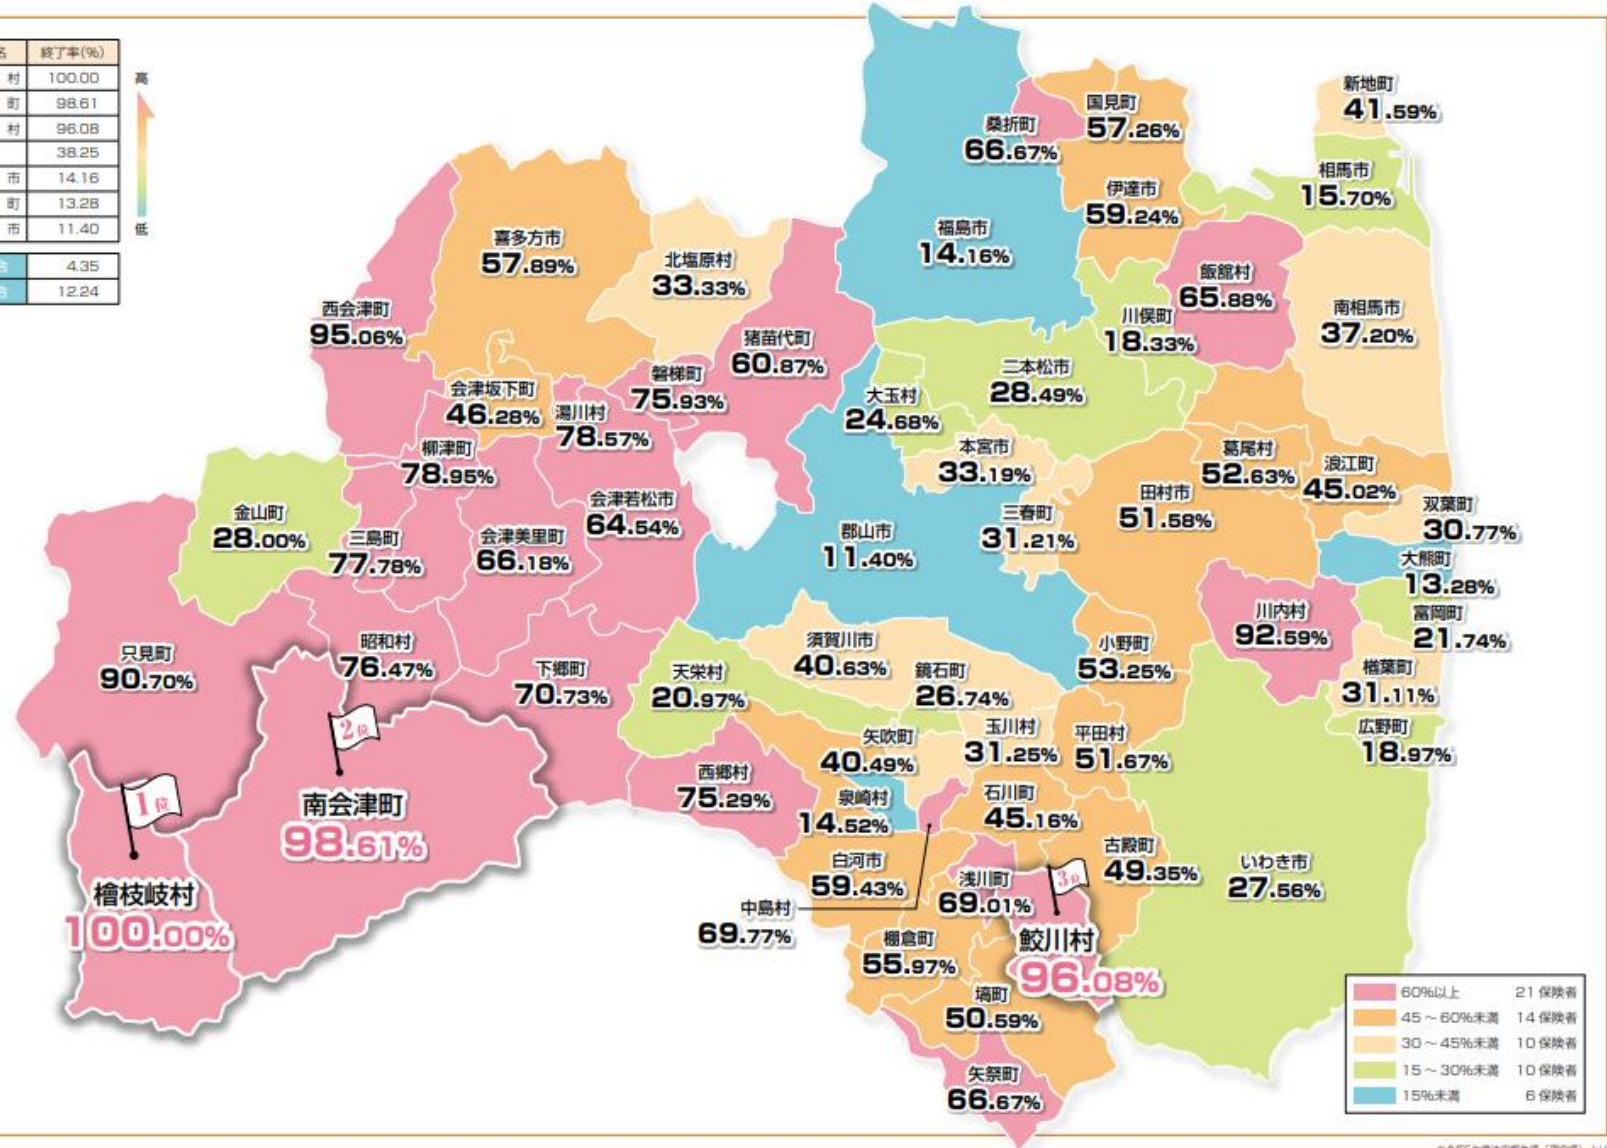 名 終了率(%)
村 100.00 高
町 98.61
村 96.08
38.25
市 14.16
町 13.28
市 11.40 低
合 4.35
合 12.24
新地町
41.59%
国見町
57.26%
桑折町
66.67%
相馬市
15.70%
伊達市
59.24%
福島市
14.16%
喜多方市
57.89%
北塩原村
33.33%
飯舘村
65.88%
南相馬市
37.20%
西会津町
95.06%
川俣町
18.33%
猪苗代町
60.87%
二本松市
28.49%
磐梯町
75.93%
会津坂下町
46.28%
湯川村
78.57%
大玉村
24.68%
本宮市
33.19%
柳津町
78.95%
葛尾村
52.63%
浪江町
45.02%
田村市
51.58%
会津若松市
64.54%
双葉町
30.77%
金山町
28.00%
三島町
77.78%
会津美里町
66.18%
郡山市
11.40%
三春町
31.21%
大熊町
13.28%
川内村
92.59%
富岡町
21.74%
只見町
90.70%
昭和村
76.47%
下郷町
70.73%
天栄村
20.97%
須賀川市
40.63%
鏡石町
26.74%
小野町
53.25%
楢葉町
31.11%
広野町
18.97%
2位
矢吹町
40.49%
玉川村
31.25%
平田村
51.67%
西郷村
75.29%
泉崎村
14.52%
石川町
45.16%
1位
南会津町
98.61%
白河市
59.43%
古殿町
49.35%
いわき市
27.56%
檜枝岐村
100.00%
中島村
69.77%
浅川町
69.01%
3位
鮫川村
96.08%
棚倉町
55.97%
塙町
50.59%
矢祭町
66.67%
60%以上 21保険者
45～60%未満 14保険者
30～45%未満 10保険者
15～30%未満 10保険者
15%未満 6保険者